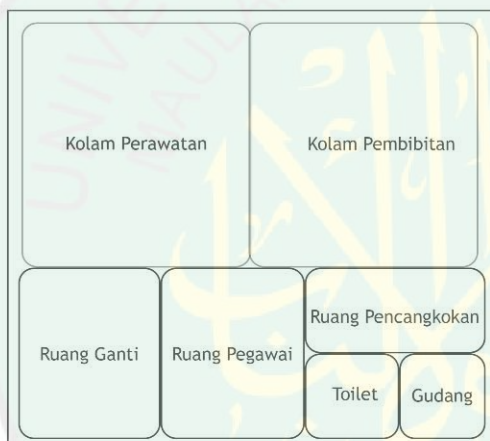 Kolam Perawatan
Kolam Pembibitan
Ruang Ganti
Ruang Pegawai
Ruang Pencangkokan
Toilet
Gudang